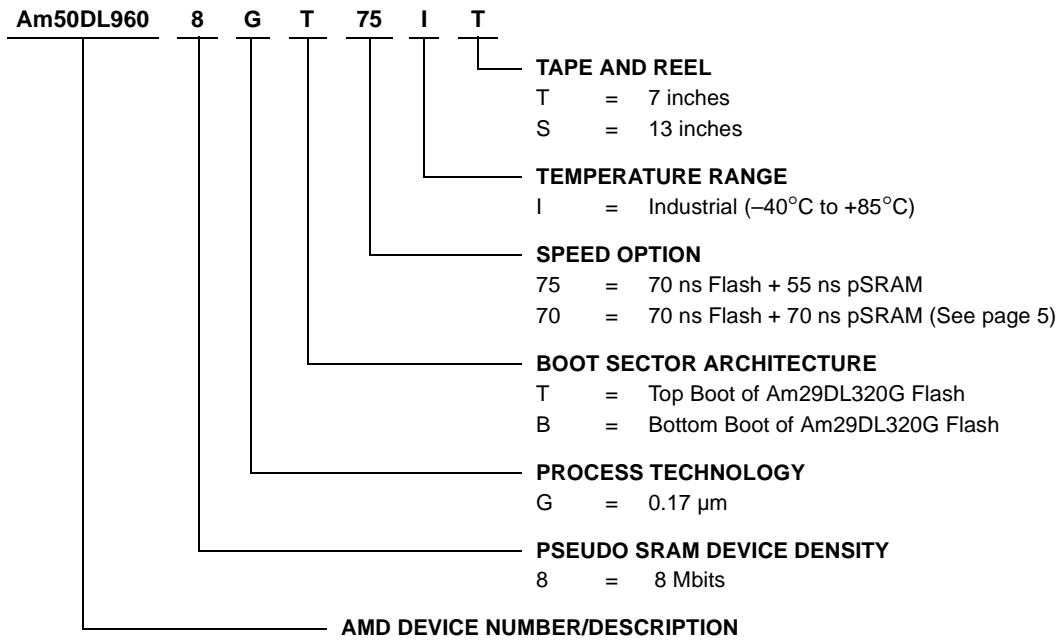 Am50DL960 8 G T 75 I T
TAPE AND REEL
T = 7 inches
S = 13 inches
TEMPERATURE RANGE
I = Industrial (–40°C to +85°C)
SPEED OPTION
75 = 70 ns Flash + 55 ns pSRAM
70 = 70 ns Flash + 70 ns pSRAM (See page 5)
BOOT SECTOR ARCHITECTURE
T = Top Boot of Am29DL320G Flash
B = Bottom Boot of Am29DL320G Flash
PROCESS TECHNOLOGY
G = 0.17 µm
PSEUDO SRAM DEVICE DENSITY
8 = 8 Mbits
AMD DEVICE NUMBER/DESCRIPTION